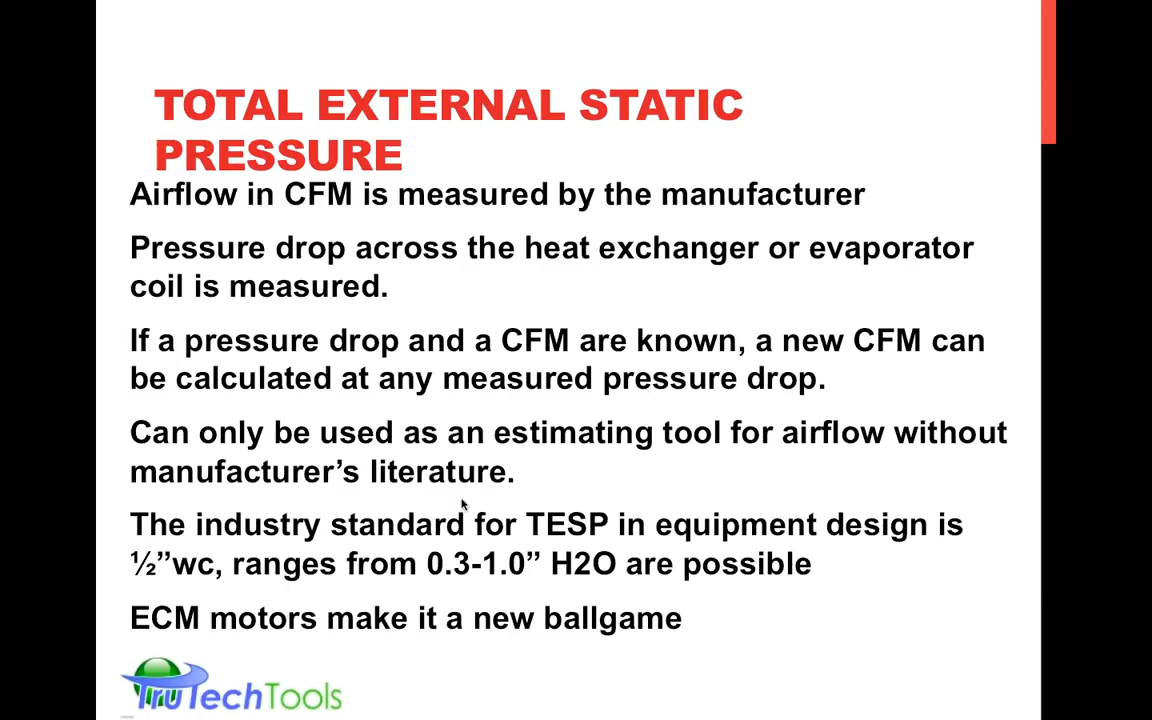 TOTAL EXTERNAL STATIC
PRESSURE
Airflow in CFM is measured by the manufacturer
Pressure drop across the heat exchanger or evaporator
coil is measured.
If a pressure drop and a CFM are known, a new CFM can
be calculated at any measured pressure drop.
Can only be used as an estimating tool for airflow without
manufacturer’s literature.
The industry standard for TESP in equipment design is
½”wc, ranges from 0.3-1.0” H2O are possible
ECM motors make it a new ballgame
TruTechTools